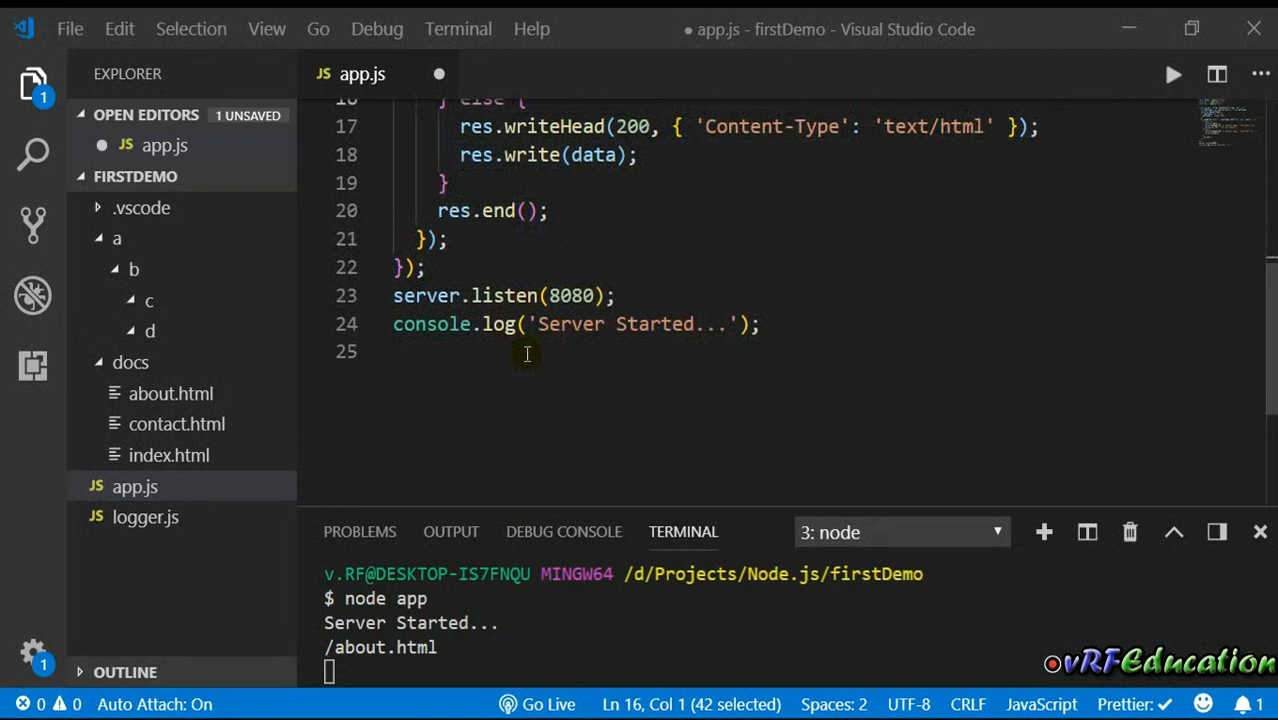 File Edit Selection View Go Debug Terminal Help ● app.js - firstDemo - Visual Studio Code
EXPLORER
JS app.js
OPEN EDITORS 1 UNSAVED
JS app.js
FIRSTDEMO
.vscode
a
b
c
d
docs
about.html
contact.html
index.html
JS app.js
JS logger.js
OUTLINE
1
1
16 } else {
17 res.writeHead(200, { 'Content-Type': 'text/html' });
18 res.write(data);
19 }
20 res.end();
21 });
22 });
23 server.listen(8080);
24 console.log('Server Started...');
25
PROBLEMS OUTPUT DEBUG CONSOLE TERMINAL 3: node
v.RF@DESKTOP-IS7FNQU MINGW64 /d/Projects/Node.js/firstDemo
$ node app
Server Started...
/about.html
vRFEducation
0 0 Auto Attach: On Go Live Ln 16, Col 1 (42 selected) Spaces: 2 UTF-8 CRLF JavaScript Prettier: ✓ 1